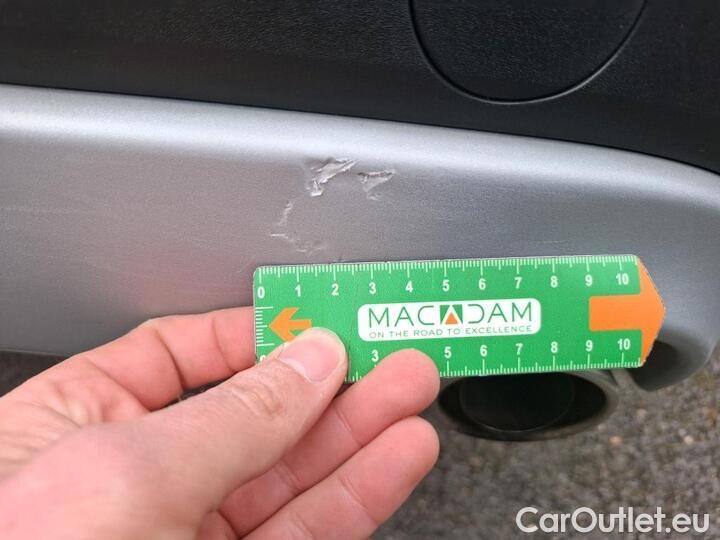 0 1 2 3 4 5 6 7 8 9 10
MACADAM
ON THE ROAD TO EXCELLENCE
3 5 6 7 8 9 10
CarOutlet.eu